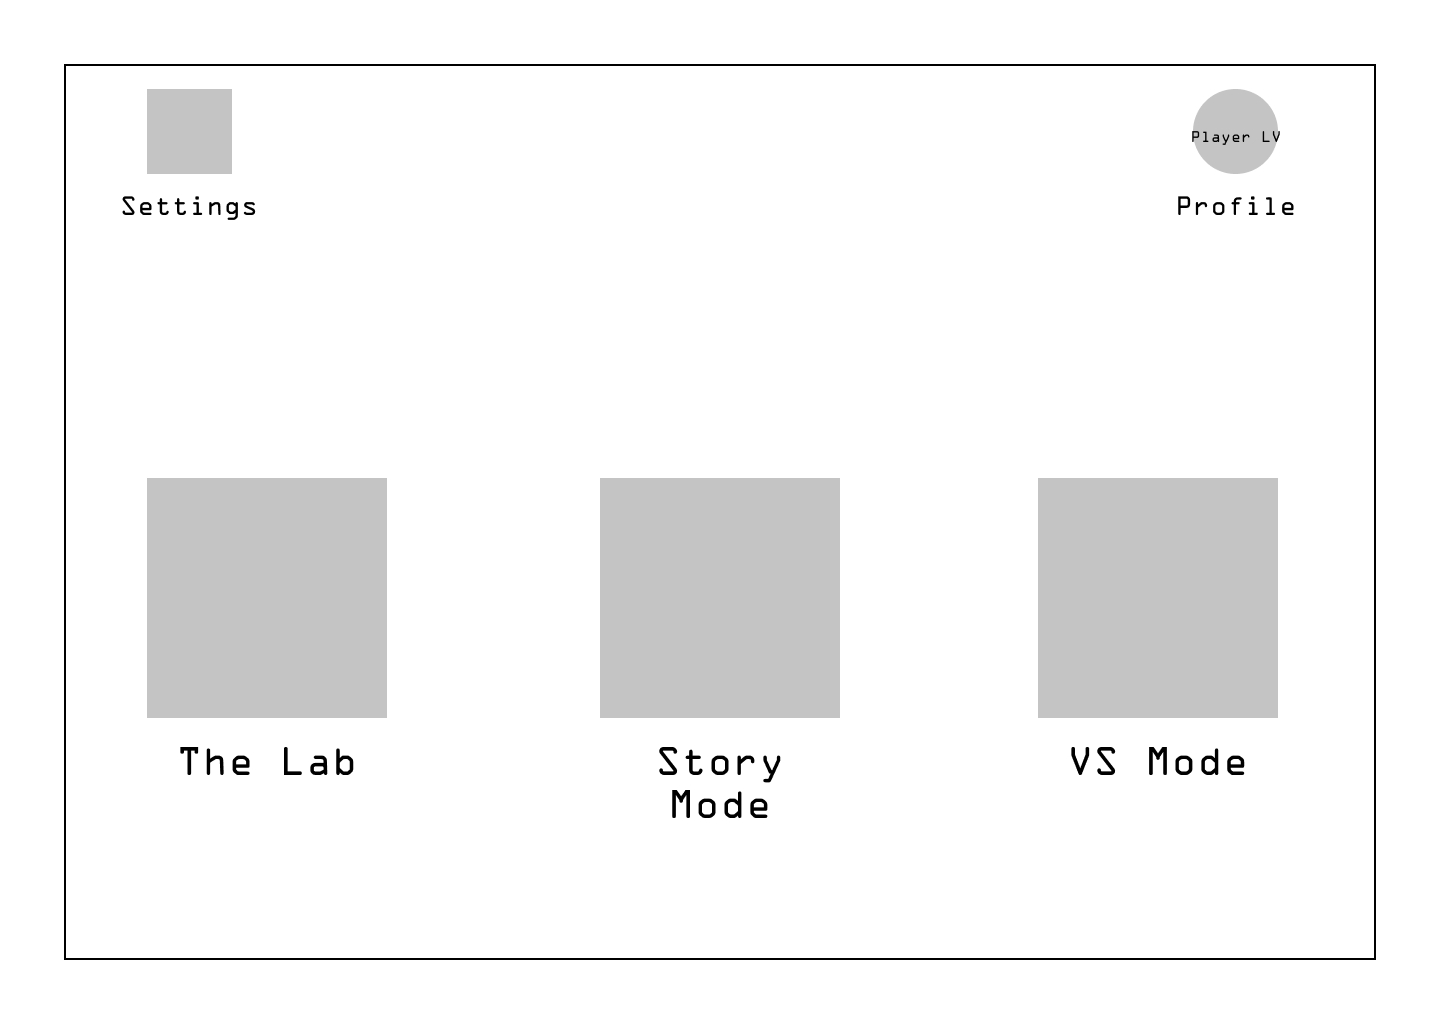 Player LV
Settings
Profile
The Lab
Story
Mode
VS Mode